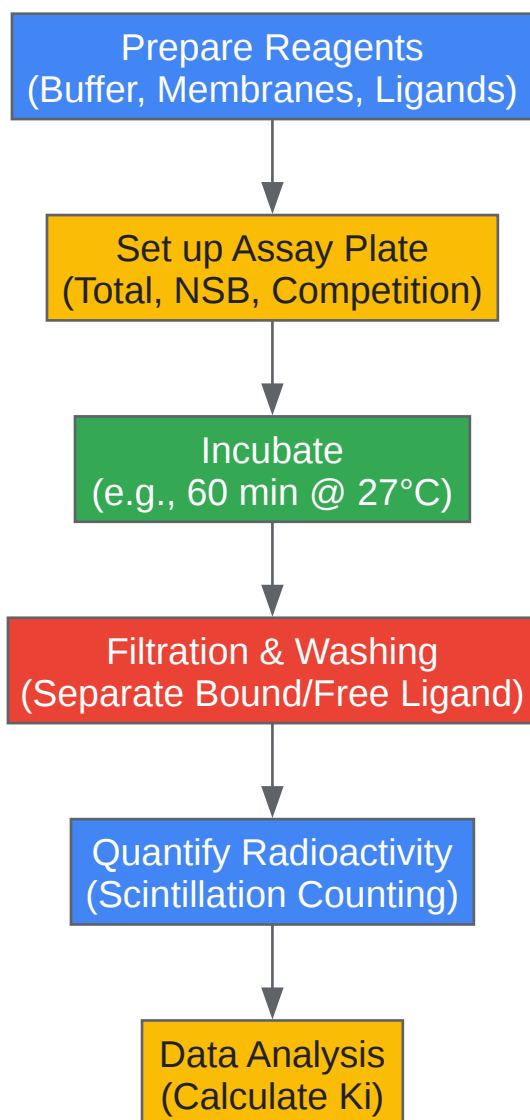 Prepare Reagents
(Buffer, Membranes, Ligands)
Set up Assay Plate
(Total, NSB, Competition)
Incubate
(e.g., 60 min @ 27°C)
Filtration & Washing
(Separate Bound/Free Ligand)
Quantify Radioactivity
(Scintillation Counting)
Data Analysis
(Calculate Ki)